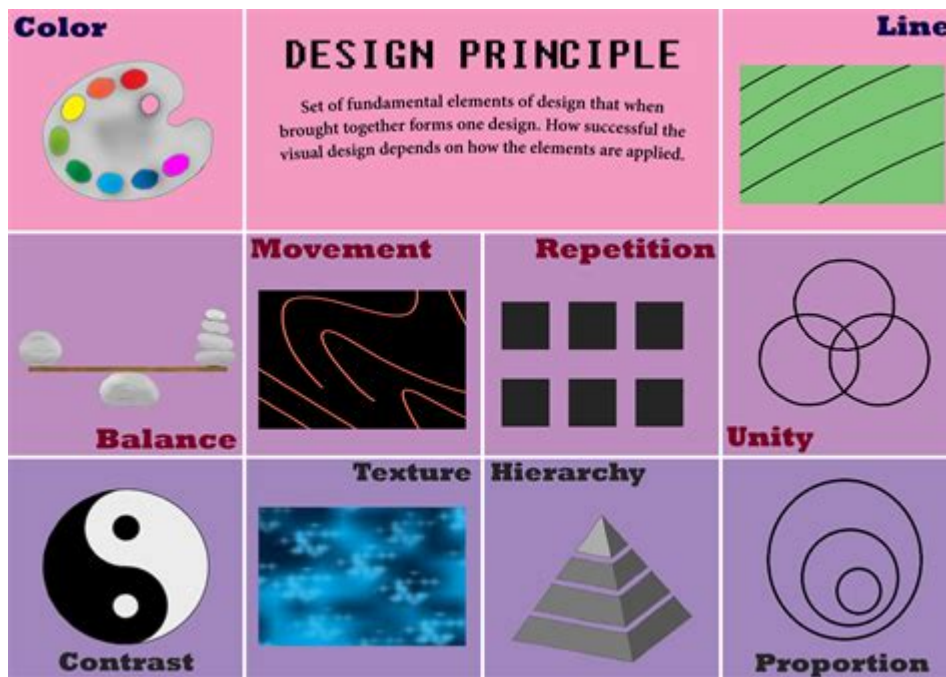 Color
DESIGN PRINCIPLE
Set of fundamental elements of design that when
brought together forms one design. How successful the
visual design depends on how the elements are applied.
Line
Balance
Movement
Repetition
Unity
Contrast
Texture
Hierarchy
Proportion